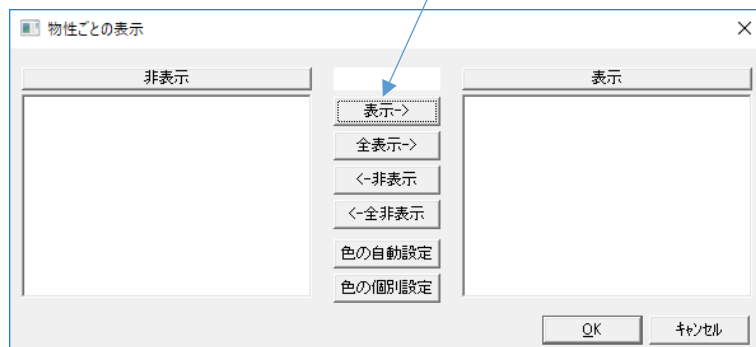 物性ごとの表示
非表示
表示
表示->
全表示->
<-非表示
<-全非表示
色の自動設定
色の個別設定
OK
キャンセル